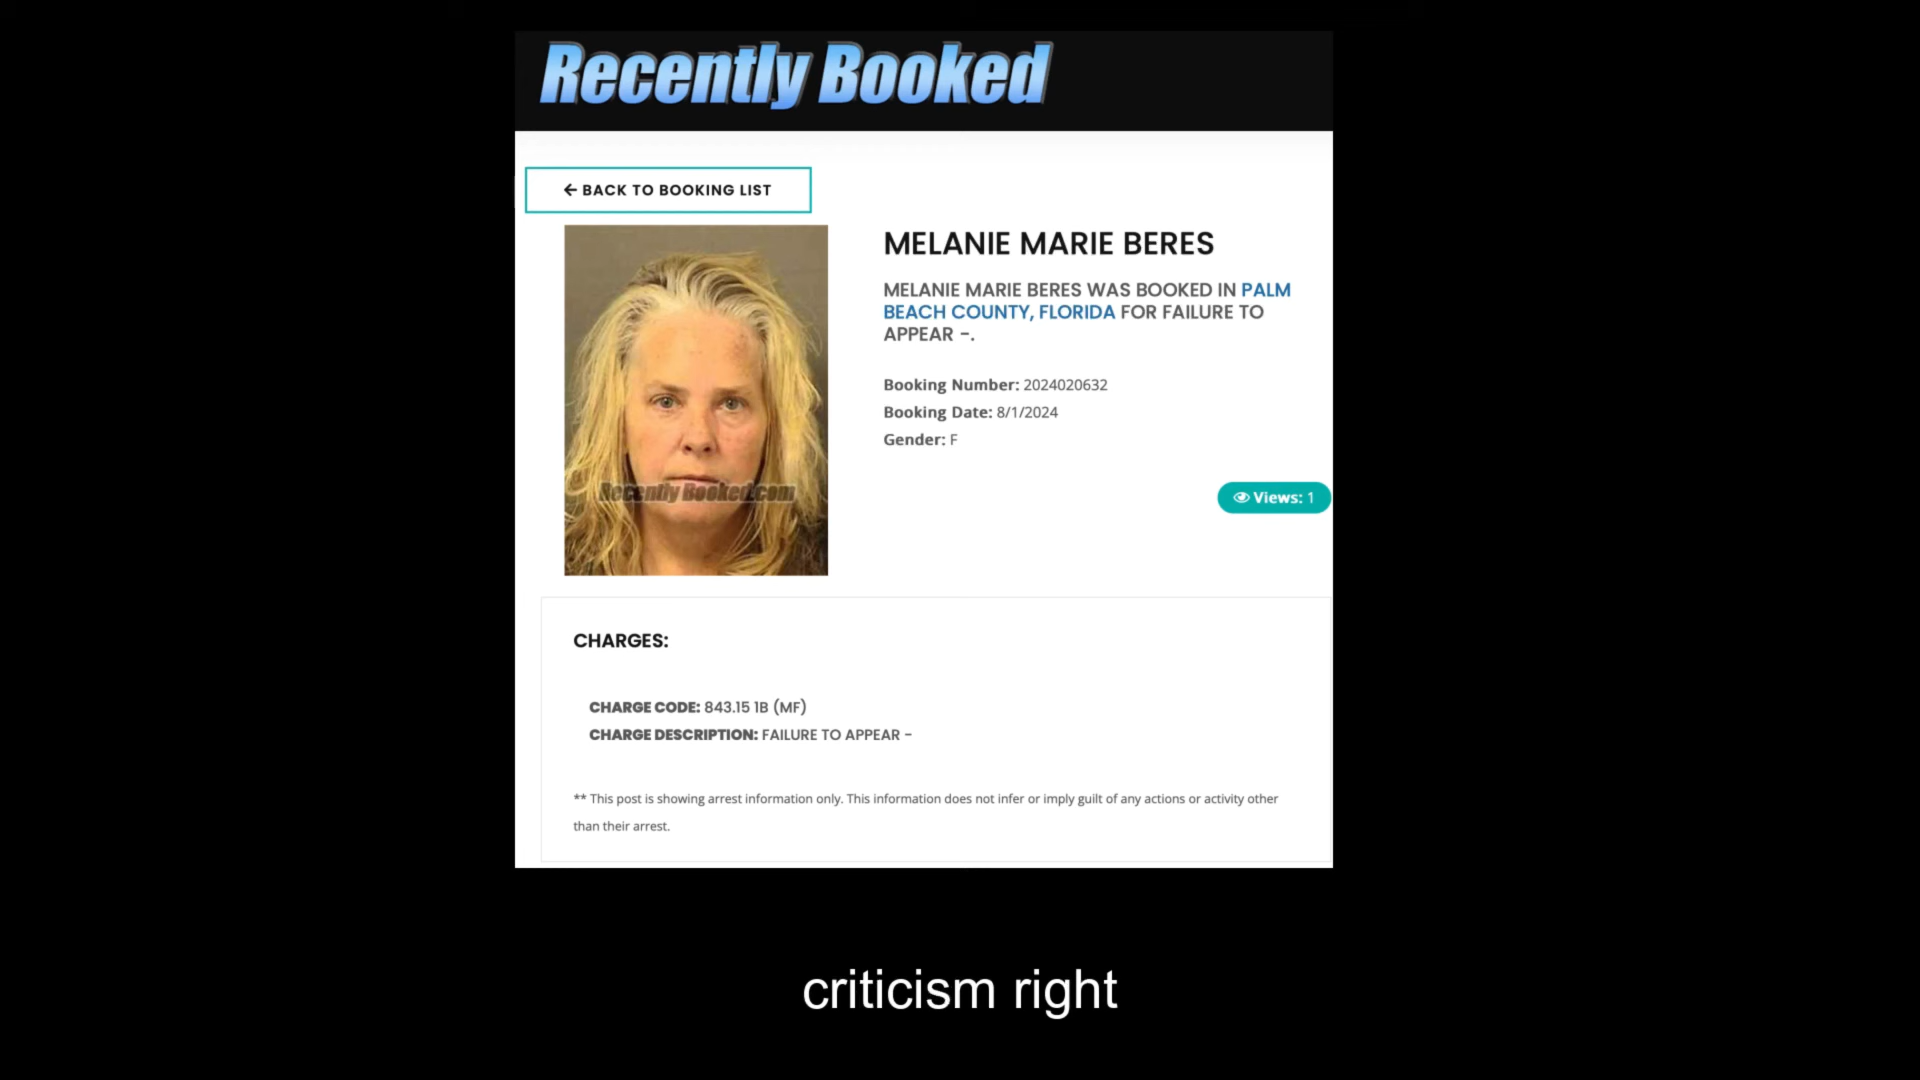 Recently Booked
← BACK TO BOOKING LIST
MELANIE MARIE BERES
MELANIE MARIE BERES WAS BOOKED IN PALM
BEACH COUNTY, FLORIDA FOR FAILURE TO
APPEAR -.
Booking Number: 2024020632
Booking Date: 8/1/2024
Gender: F
Recently Booked.com
Views: 1
CHARGES:
CHARGE CODE: 843.15 1B (MF)
CHARGE DESCRIPTION: FAILURE TO APPEAR -
** This post is showing arrest information only. This information does not infer or imply guilt of any actions or activity other
than their arrest.
criticism right